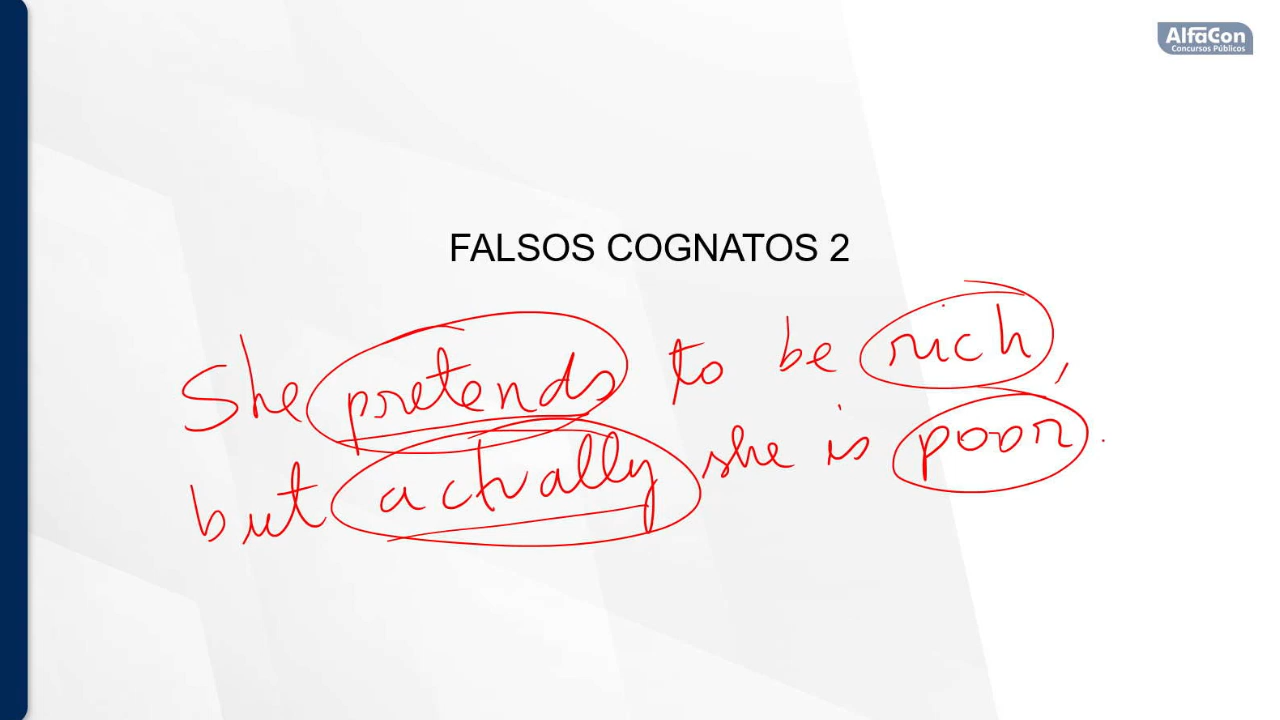 AlfaCon
Concursos Públicos
FALSOS COGNATOS 2
She pretends to be rich,
but actually she is poor.